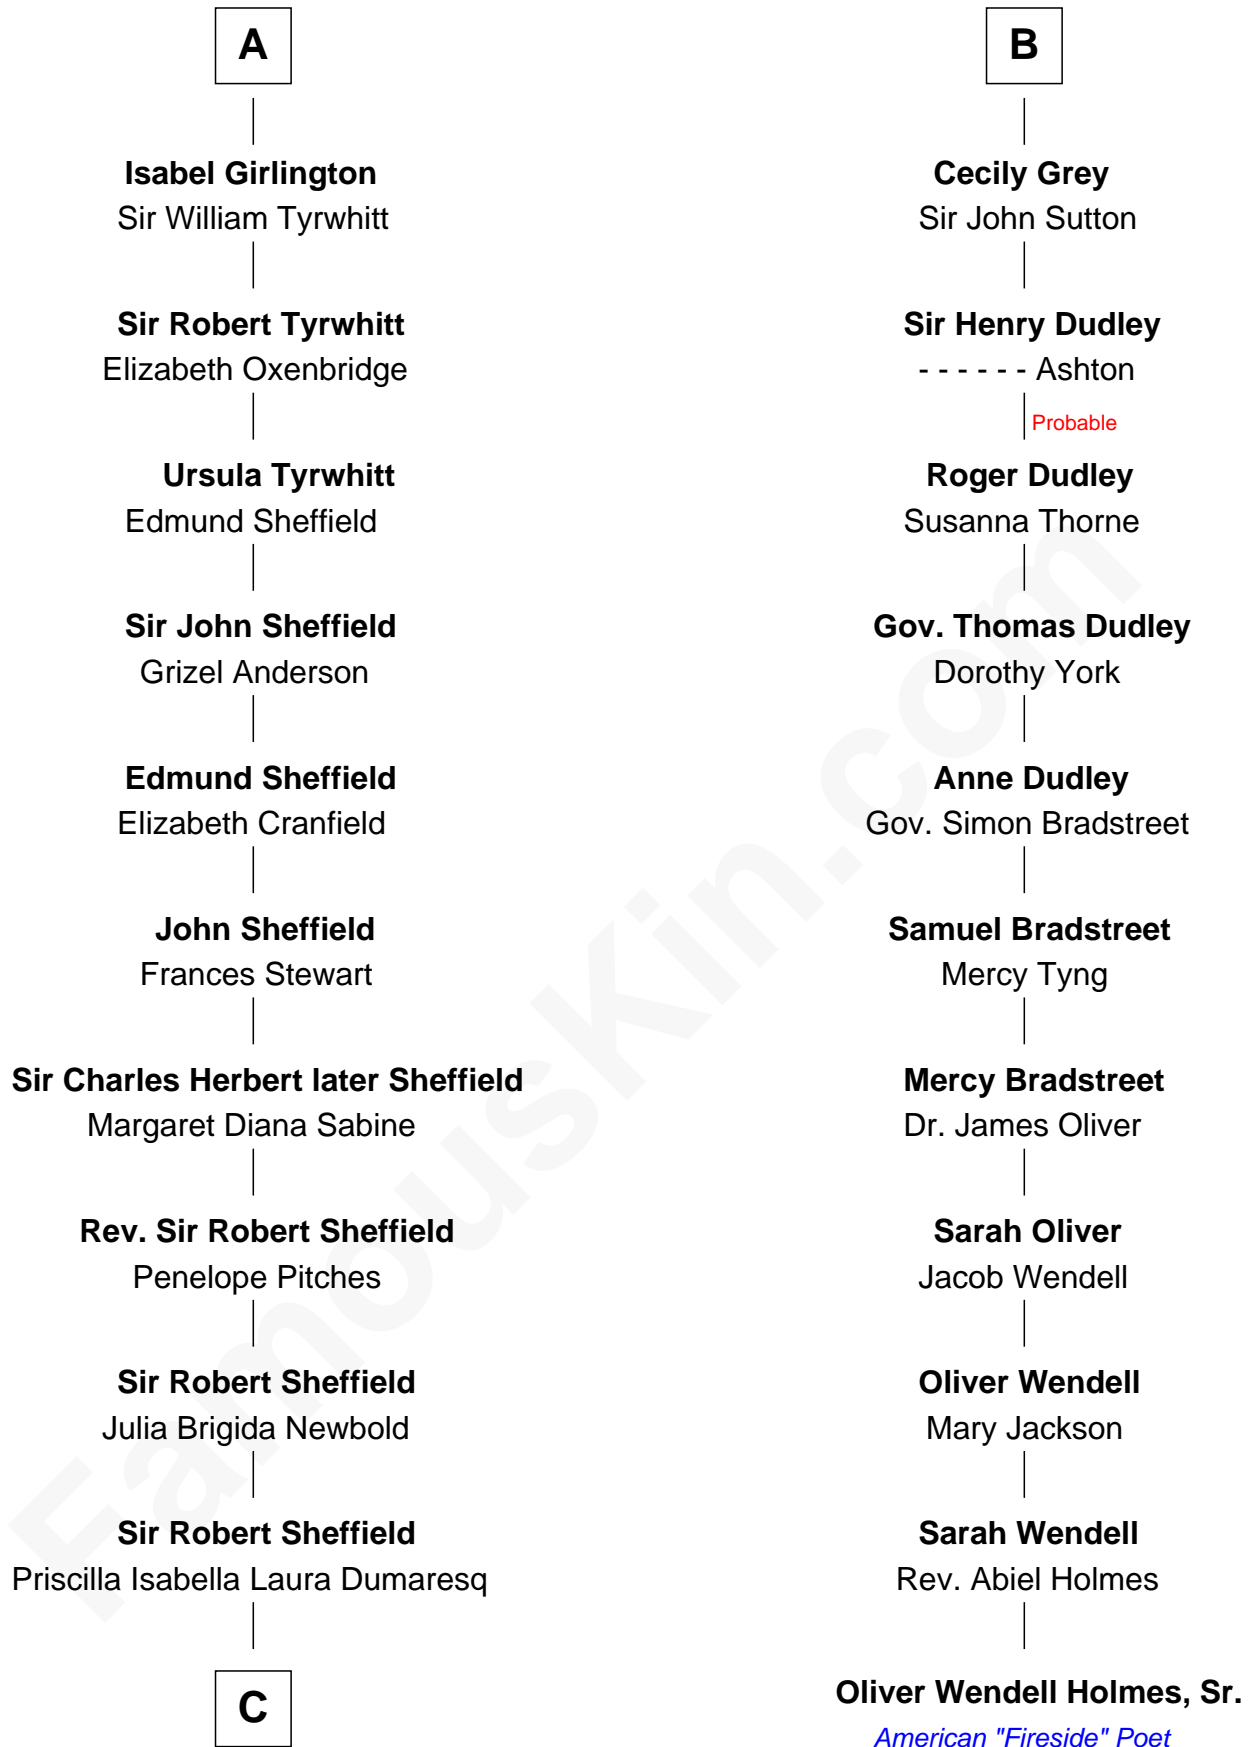 A
Isabel Girlington
Sir William Tyrwhitt
Sir Robert Tyrwhitt
Elizabeth Oxenbridge
Ursula Tyrwhitt
Edmund Sheffield
Sir John Sheffield
Grizel Anderson
Edmund Sheffield
Elizabeth Cranfield
John Sheffield
Frances Stewart
Sir Charles Herbert later Sheffield
Margaret Diana Sabine
Rev. Sir Robert Sheffield
Penelope Pitches
Sir Robert Sheffield
Julia Brigida Newbold
Sir Robert Sheffield
Priscilla Isabella Laura Dumaresq
C
B
Cecily Grey
Sir John Sutton
Sir Henry Dudley
- - - - - - Ashton
Probable
Roger Dudley
Susanna Thorne
Gov. Thomas Dudley
Dorothy York
Anne Dudley
Gov. Simon Bradstreet
Samuel Bradstreet
Mercy Tyng
Mercy Bradstreet
Dr. James Oliver
Sarah Oliver
Jacob Wendell
Oliver Wendell
Mary Jackson
Sarah Wendell
Rev. Abiel Holmes
Oliver Wendell Holmes, Sr.
American "Fireside" Poet
FamousKin.com